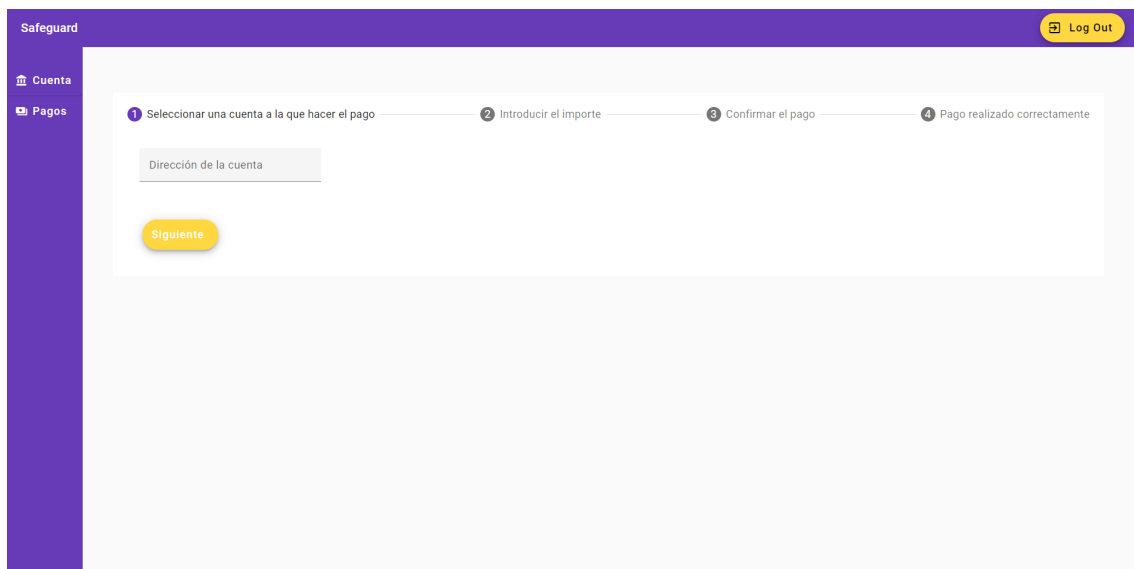 Safeguard
Log Out
Cuenta
Pagos
1 Seleccionar una cuenta a la que hacer el pago
2 Introducir el importe
3 Confirmar el pago
4 Pago realizado correctamente
Dirección de la cuenta
Siguiente